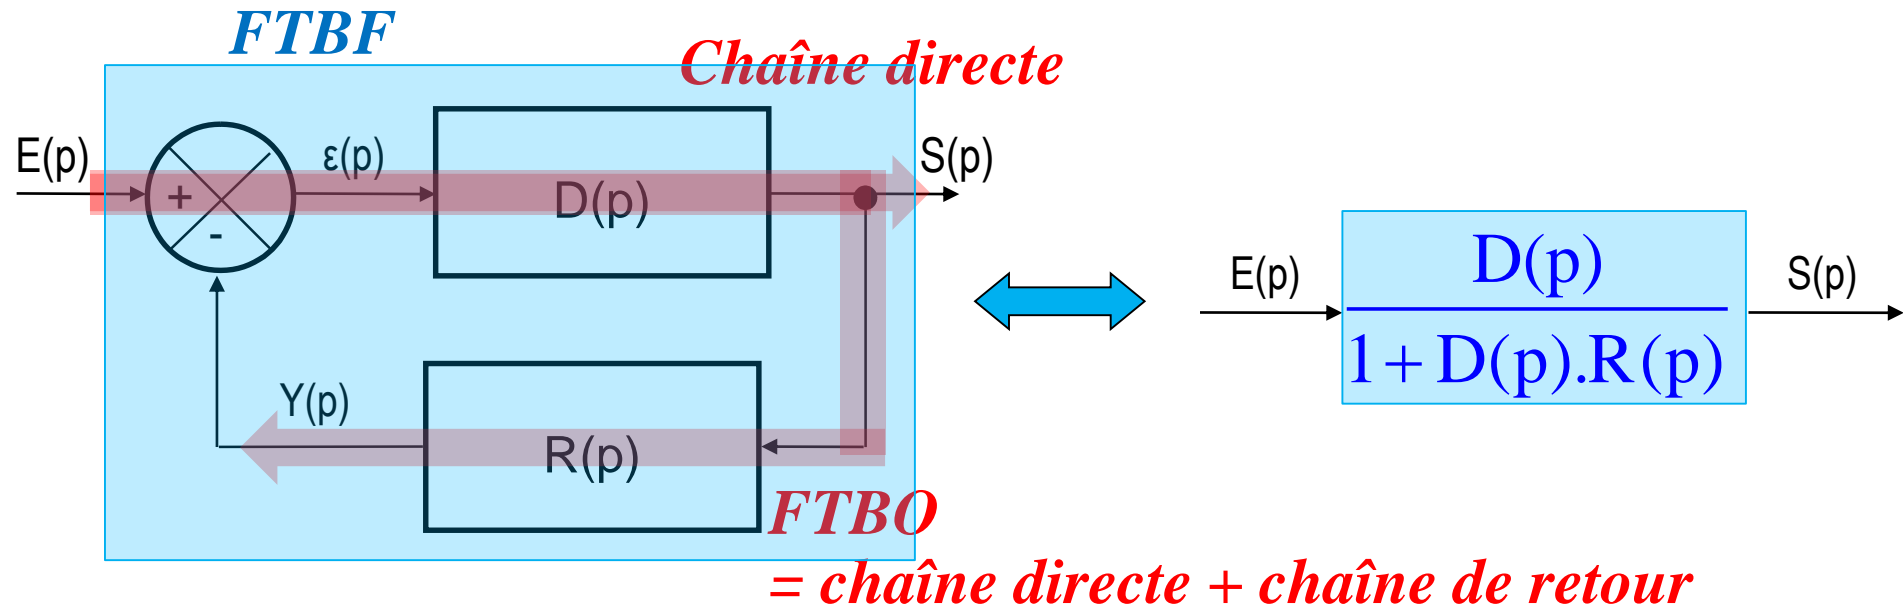 FTBF
Chaîne directe
E(p)
ε(p)
S(p)
+
D(p)
-
E(p)
D(p)
1 + D(p).R(p)
S(p)
Y(p)
R(p)
FTBO
= chaîne directe + chaîne de retour